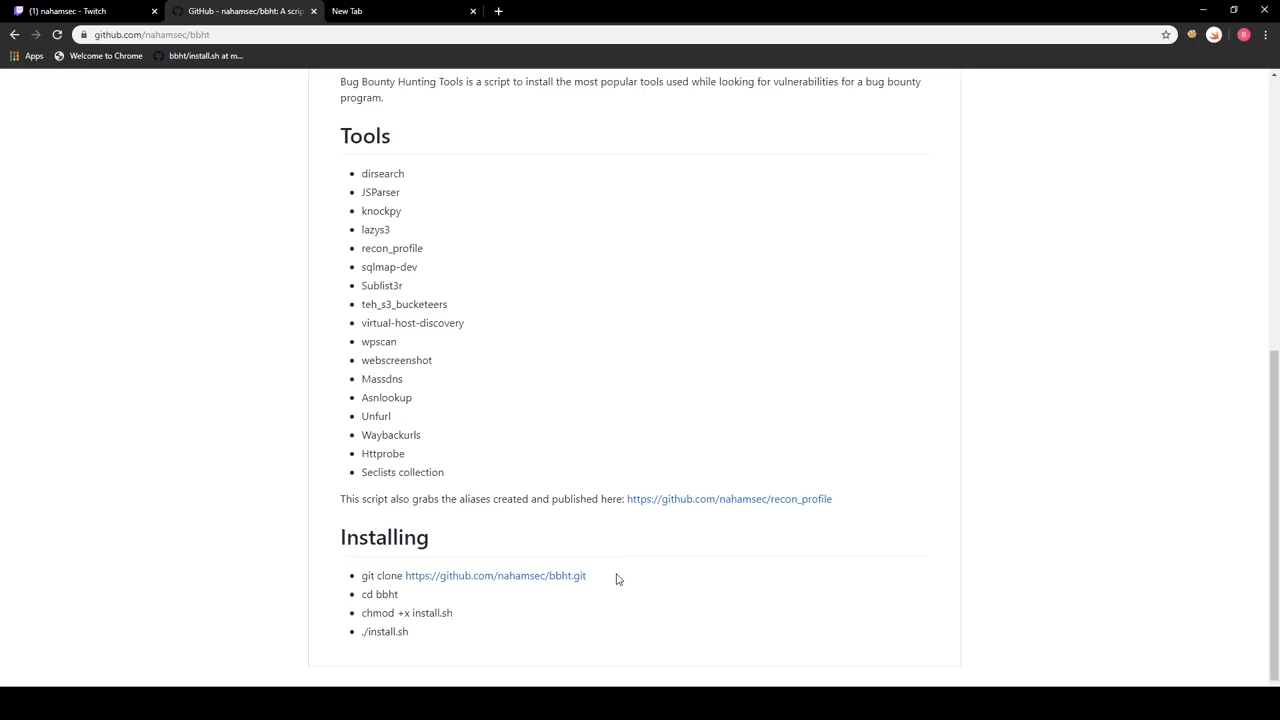 (1) nahamsec - Twitch
GitHub - nahamsec/bbht: A scrip
New Tab
github.com/nahamsec/bbht
Apps
Welcome to Chrome
bbht/install.sh at m...
B
Bug Bounty Hunting Tools is a script to install the most popular tools used while looking for vulnerabilities for a bug bounty
program.
Tools
dirsearch
JSParser
knockpy
lazys3
recon_profile
sqlmap-dev
Sublist3r
teh_s3_bucketeers
virtual-host-discovery
wpscan
webscreenshot
Massdns
Asnlookup
Unfurl
Waybackurls
Httprobe
Seclists collection
This script also grabs the aliases created and published here: https://github.com/nahamsec/recon_profile
Installing
git clone https://github.com/nahamsec/bbht.git
cd bbht
chmod +x install.sh
./install.sh